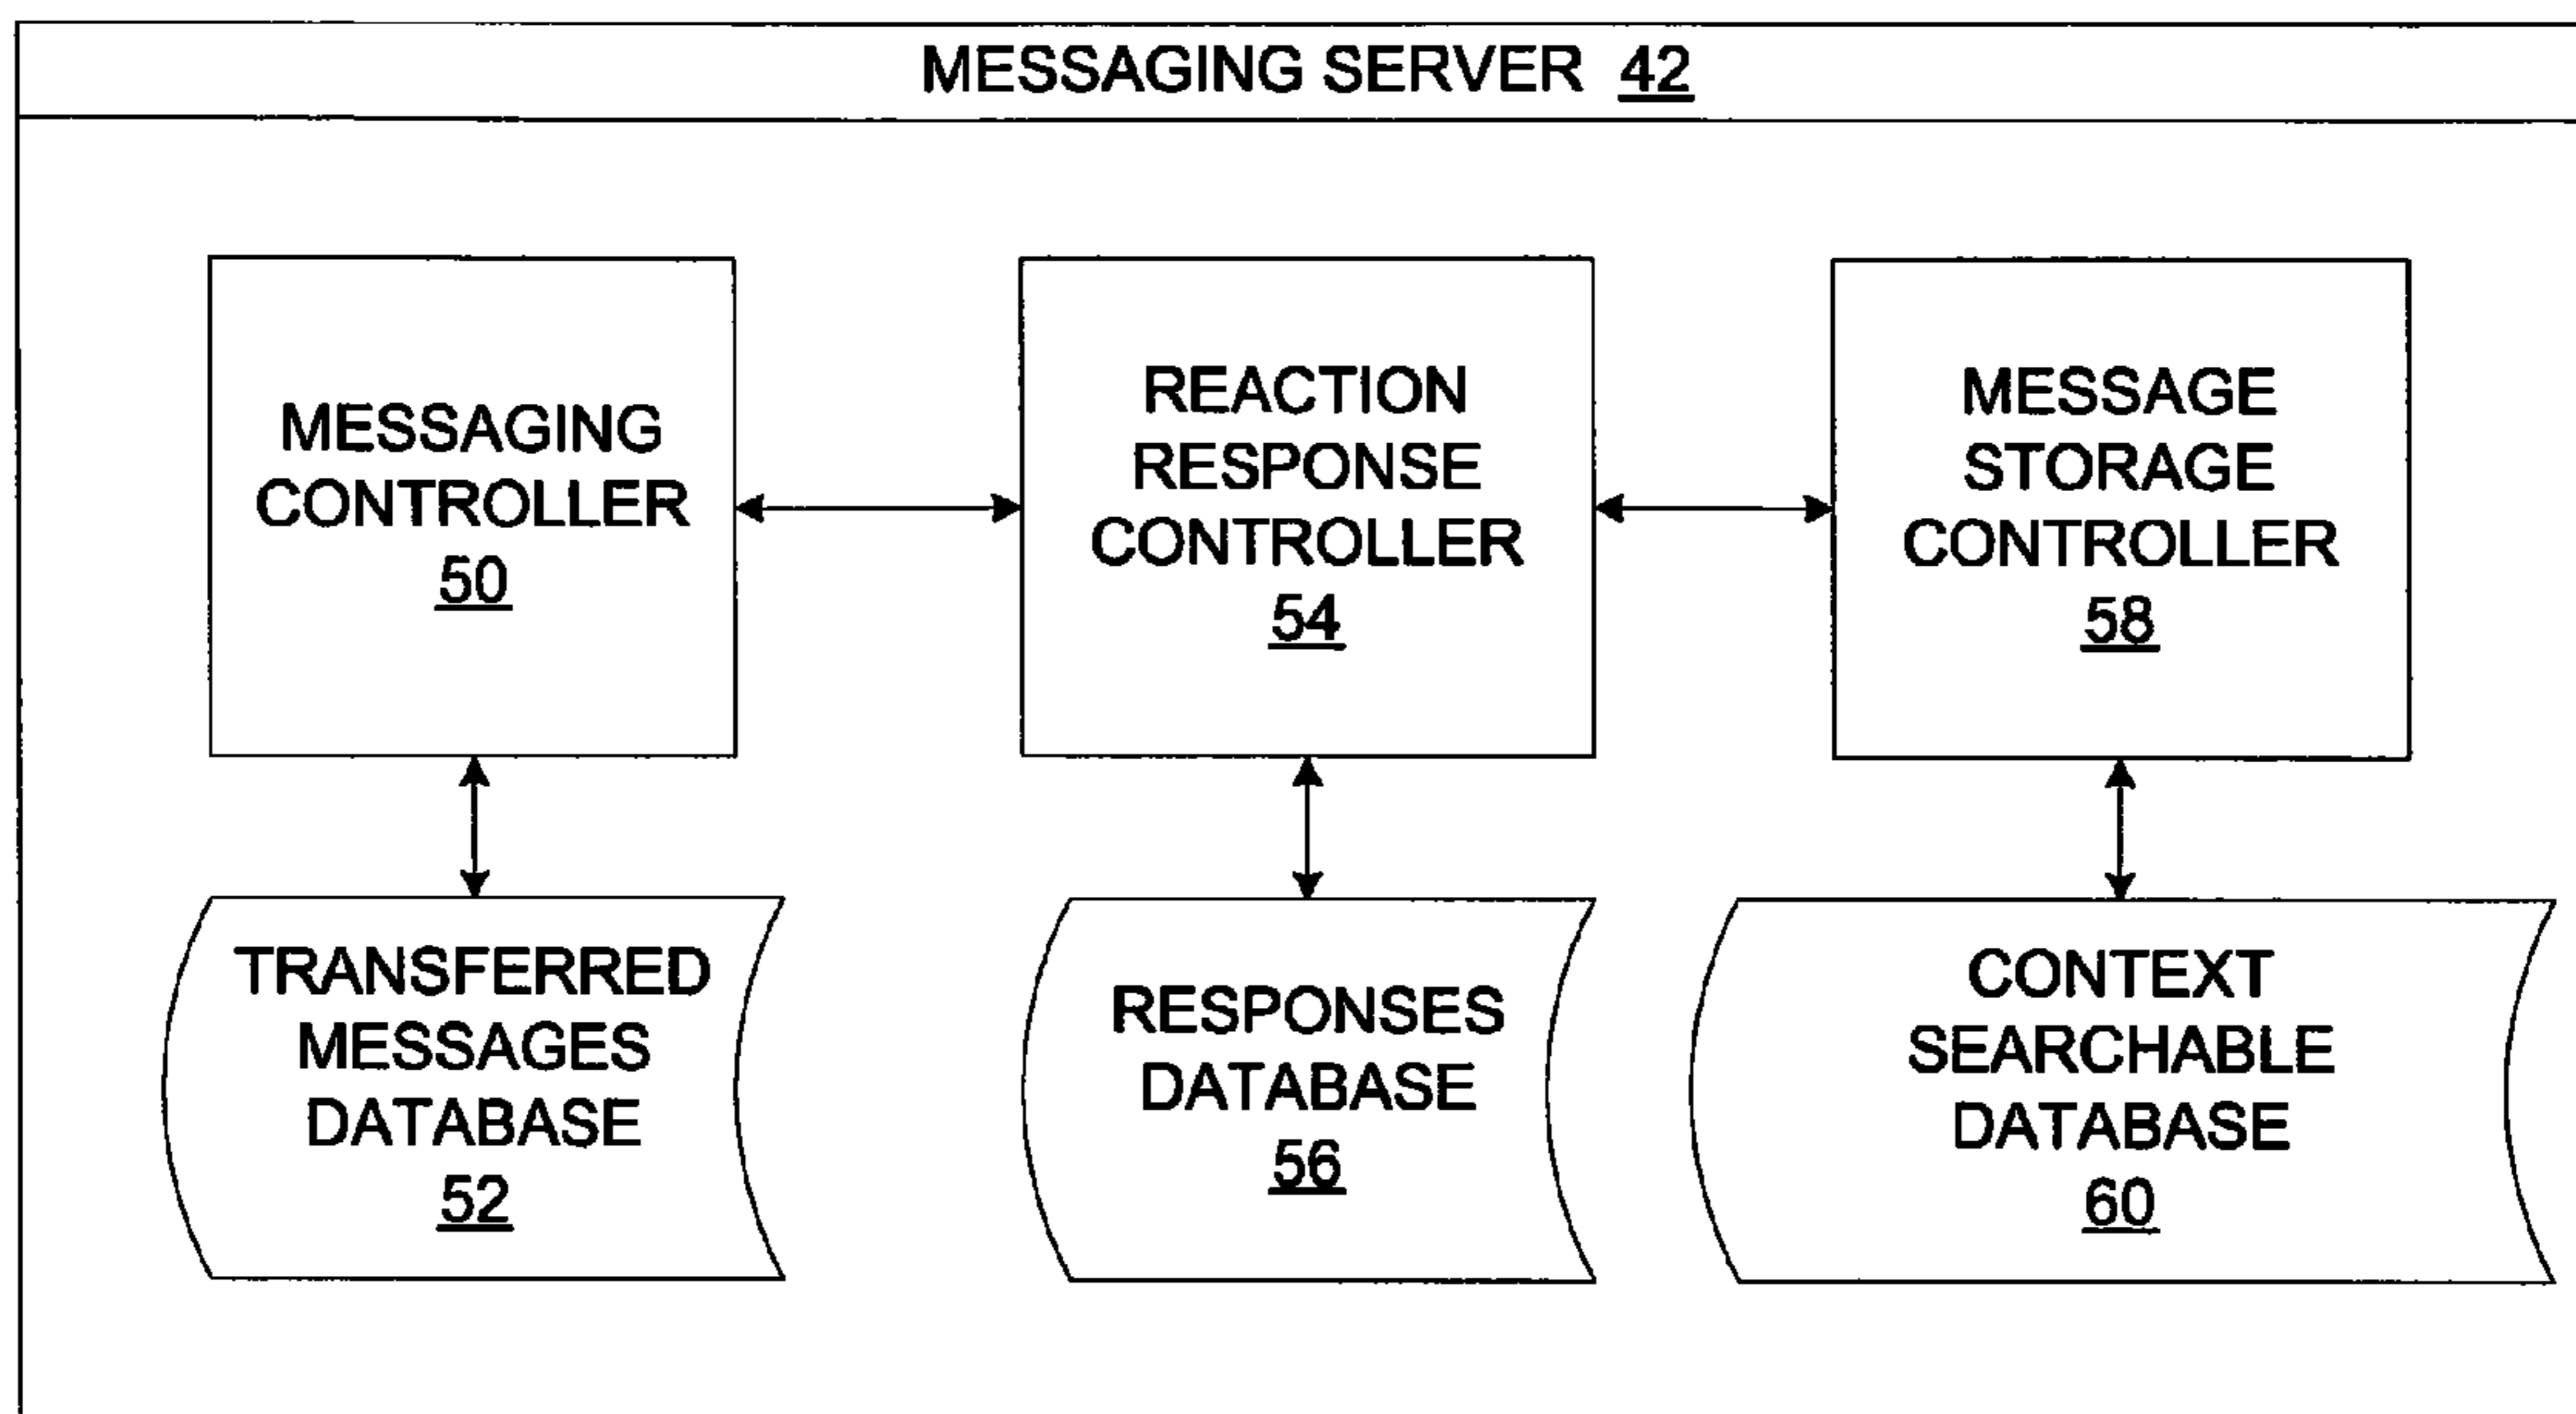 MESSAGING SERVER 42
MESSAGING
CONTROLLER
50
REACTION
RESPONSE
CONTROLLER
54
MESSAGE
STORAGE
CONTROLLER
58
TRANSFERRED
MESSAGES
DATABASE
52
RESPONSES
DATABASE
56
CONTEXT
SEARCHABLE
DATABASE
60